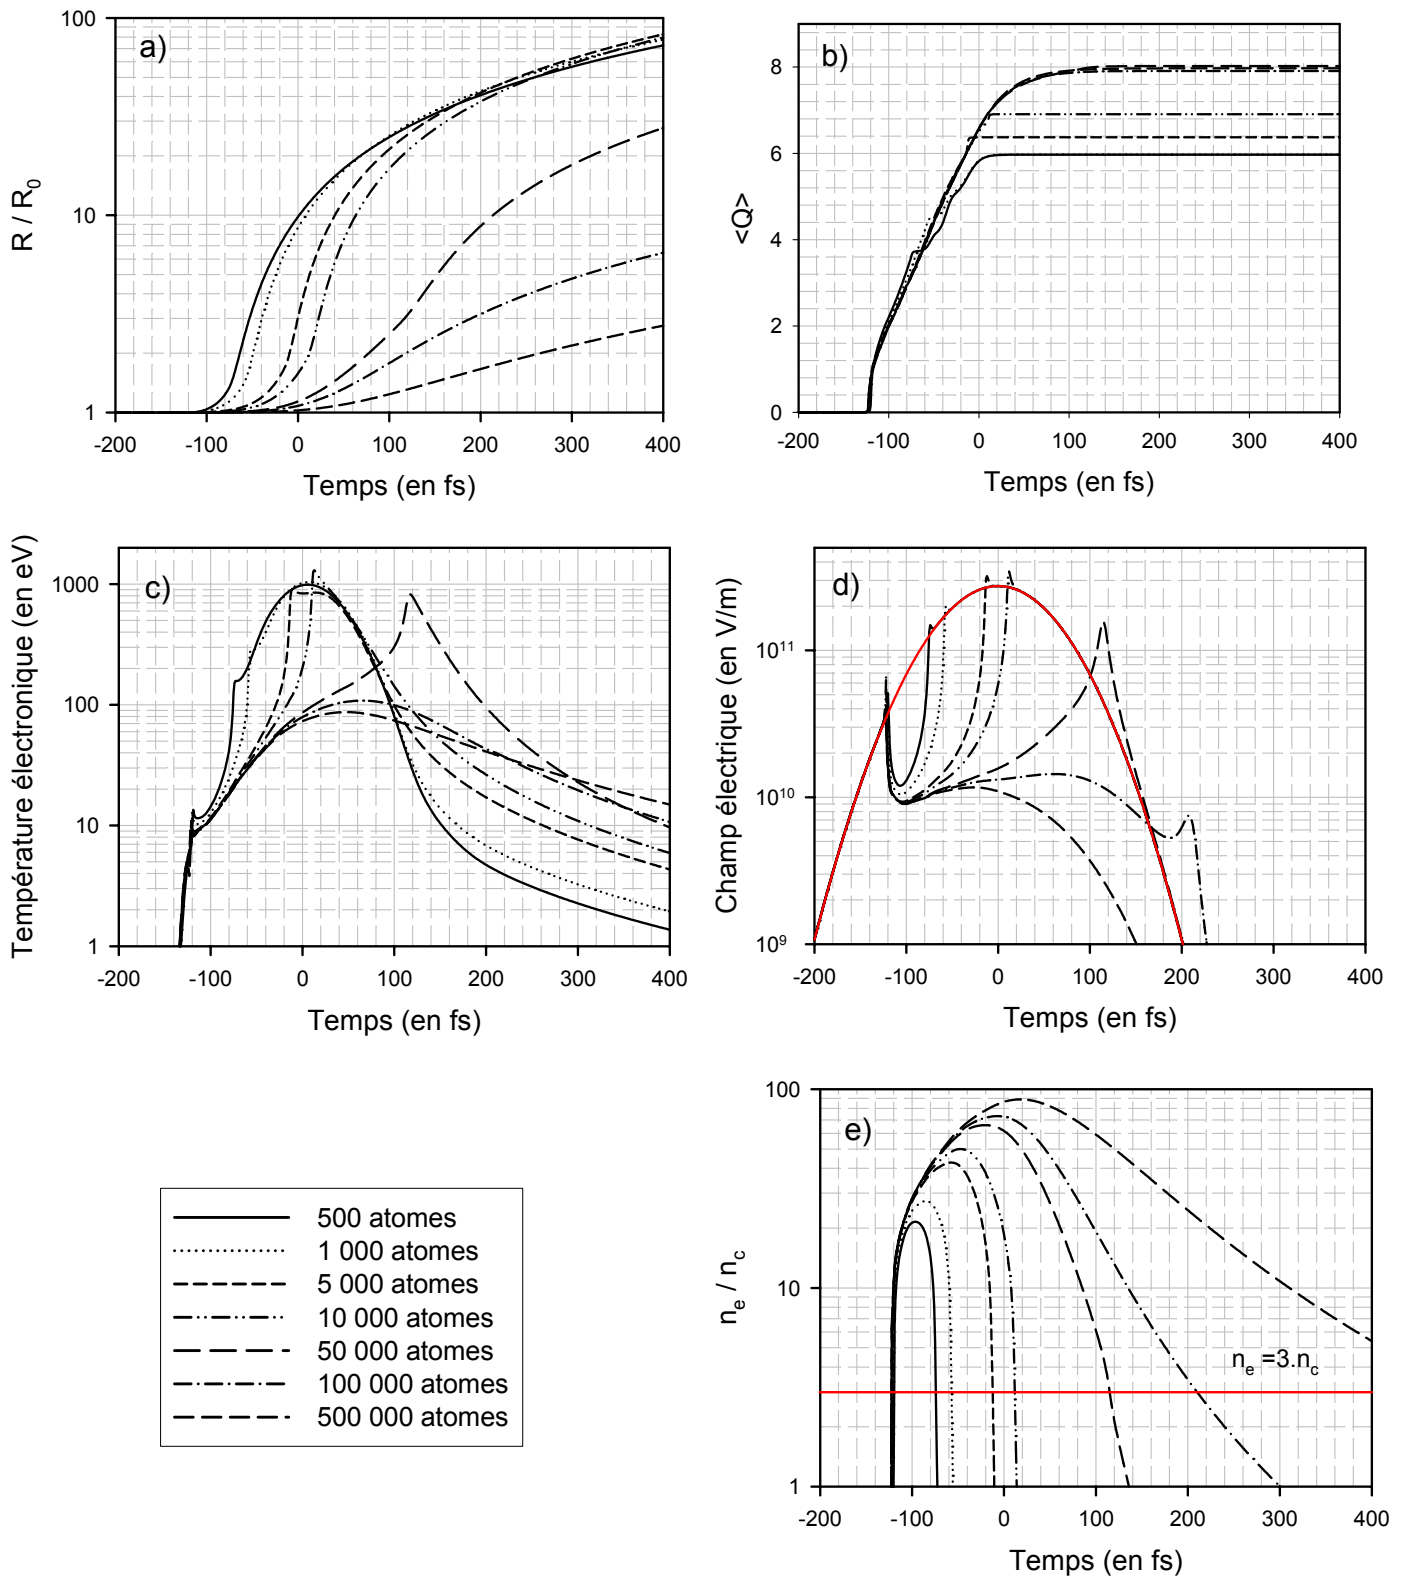 a)
100
10
1
R / R0
-200 -100 0 100 200 300 400
Temps (en fs)
b)
8
6
4
2
0
<Q>
-200 -100 0 100 200 300 400
Temps (en fs)
c)
1000
100
10
1
Température électronique (en eV)
-200 -100 0 100 200 300 400
Temps (en fs)
d)
10^11
10^10
10^9
Champ électrique (en V/m)
-200 -100 0 100 200 300 400
Temps (en fs)
500 atomes
1 000 atomes
5 000 atomes
10 000 atomes
50 000 atomes
100 000 atomes
500 000 atomes
e)
100
10
1
ne / nc
ne =3.nc
-200 -100 0 100 200 300 400
Temps (en fs)